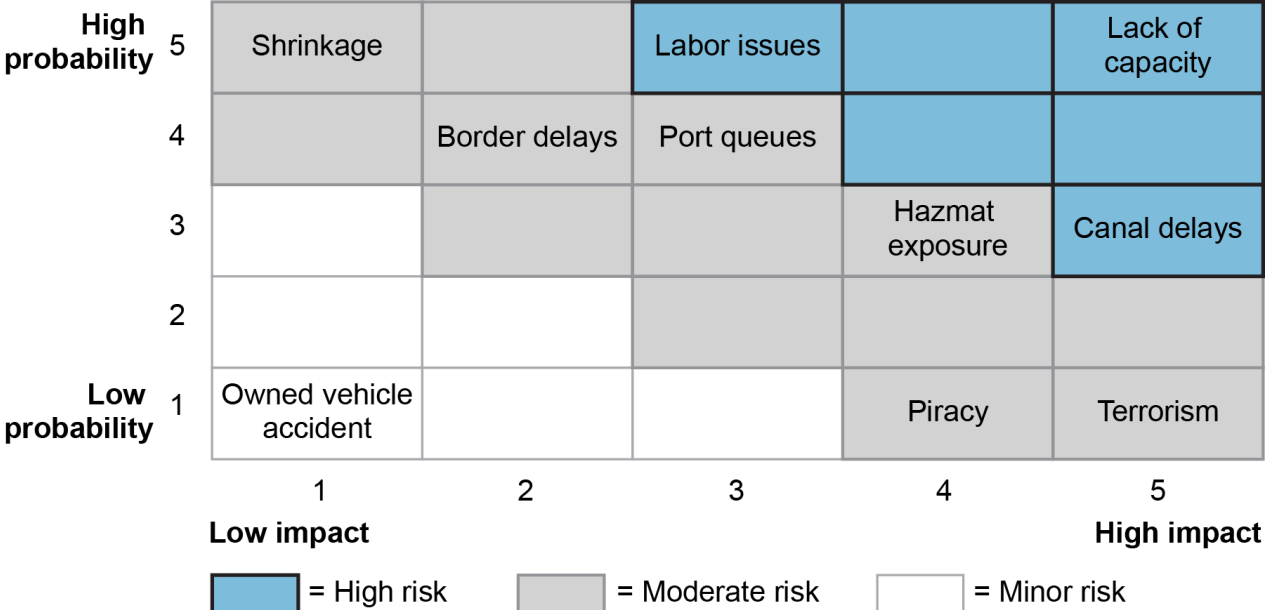 High
probability
5
Shrinkage
Labor issues
Lack of
capacity
4
Border delays
Port queues
3
Hazmat
exposure
Canal delays
2
Low
probability
1
Owned vehicle
accident
Piracy
Terrorism
1
2
3
4
5
Low impact
High impact
= High risk
= Moderate risk
= Minor risk